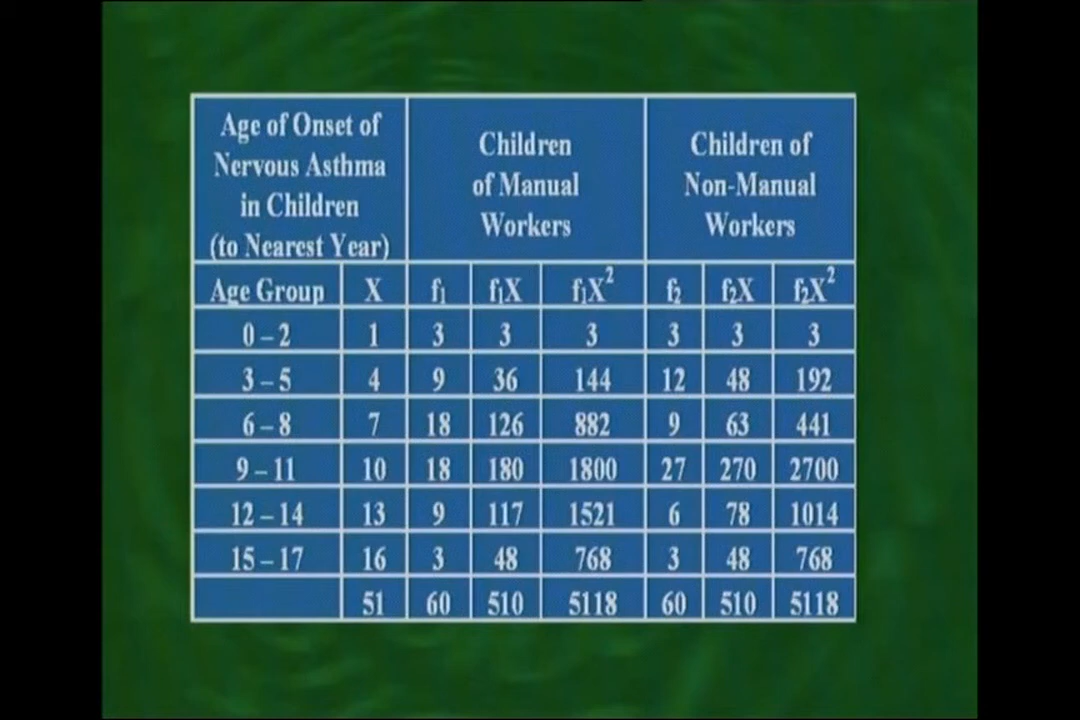 Age of Onset of
Nervous Asthma
in Children
(to Nearest Year)
Children
of Manual
Workers
Children of
Non-Manual
Workers
Age Group X f₁ f₁X f₁X² f₂ f₂X f₂X²
0 – 2 1 3 3 3 3 3 3
3 – 5 4 9 36 144 12 48 192
6 – 8 7 18 126 882 9 63 441
9 – 11 10 18 180 1800 27 270 2700
12 – 14 13 9 117 1521 6 78 1014
15 – 17 16 3 48 768 3 48 768
51 60 510 5118 60 510 5118